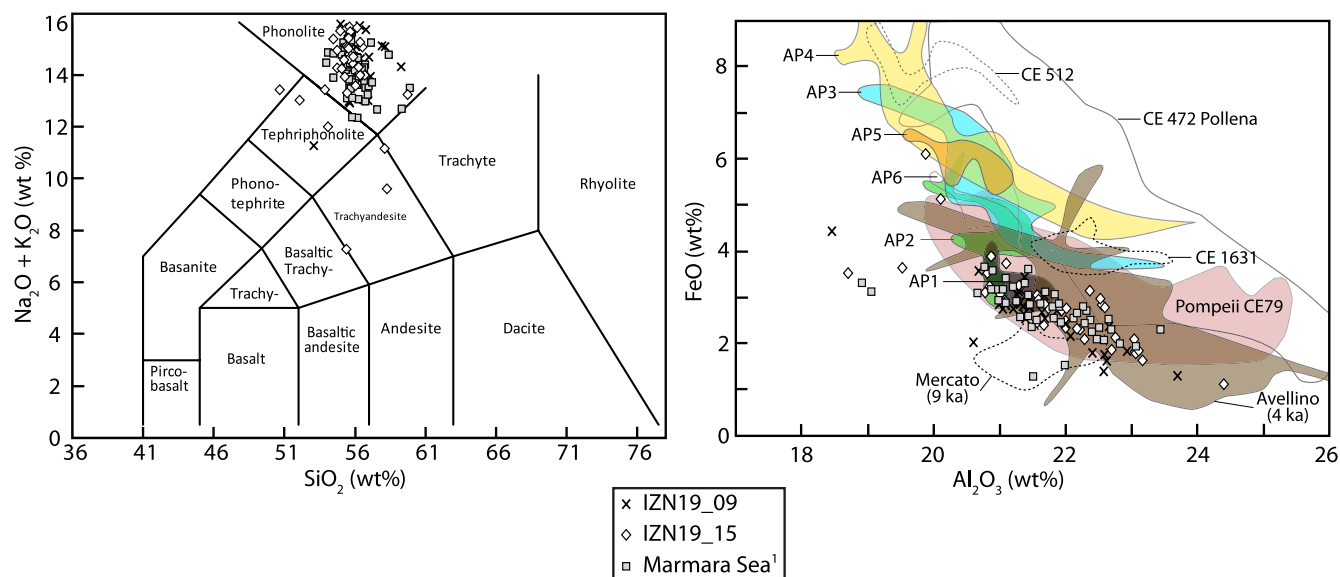 16
14
12
10
8
6
4
2
0
Na₂O + K₂O (wt %)
36
41
46
51
56
61
66
71
76
SiO₂ (wt%)
Phonolite
Tephriphonolite
Phono-
tephrite
Basanite
Trachyte
Rhyolite
Trachyandesite
Basaltic
Trachy-
Trachy-
Pirco-
basalt
Basalt
Basaltic
andesite
Andesite
Dacite
8
6
4
2
0
FeO (wt%)
18
20
22
24
26
Al₂O₃ (wt%)
AP4
AP3
AP5
AP6
AP2
AP1
CE 512
CE 472 Pollena
CE 1631
Pompeii CE79
Mercato
(9 ka)
Avellino
(4 ka)
IZN19_09
IZN19_15
Marmara Sea¹